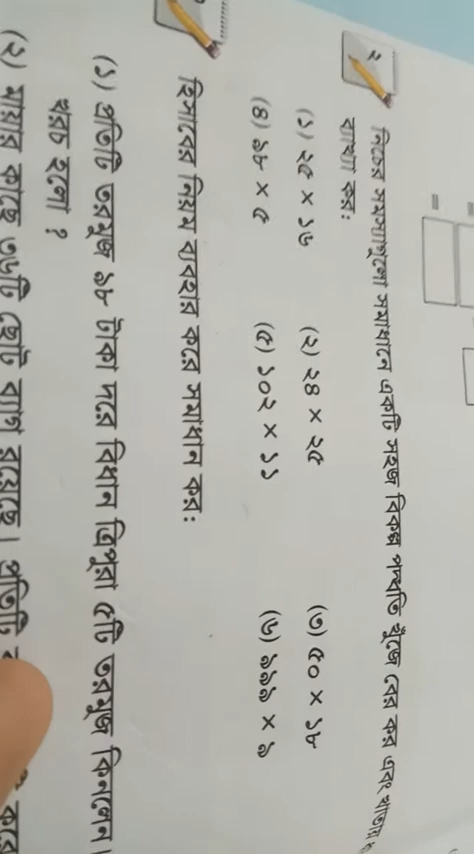 ২
নিচের সমস্যাগুলো সমাধানে একটি সহজ বিকল্প পদ্ধতি খুঁজে বের কর এবং খাতায়
ব্যাখ্যা কর:
(১) ২৫ × ১৬ (২) ২৪ × ২৫ (৩) ৫০ × ১৮
(৪) ৯৮ × ৫ (৫) ১০২ × ১১ (৬) ৯৯৯ × ৯
হিসাবের নিয়ম ব্যবহার করে সমাধান কর:
(১) প্রতিটি তরমুজ ৯৮ টাকা দরে বিধান ত্রিপুরা ৫টি তরমুজ কিনলেন।
খরচ হলো ?
(২) মায়ার কাছে ৩৬টি ছোট ব্যাগ রয়েছে। প্রতিটি করে